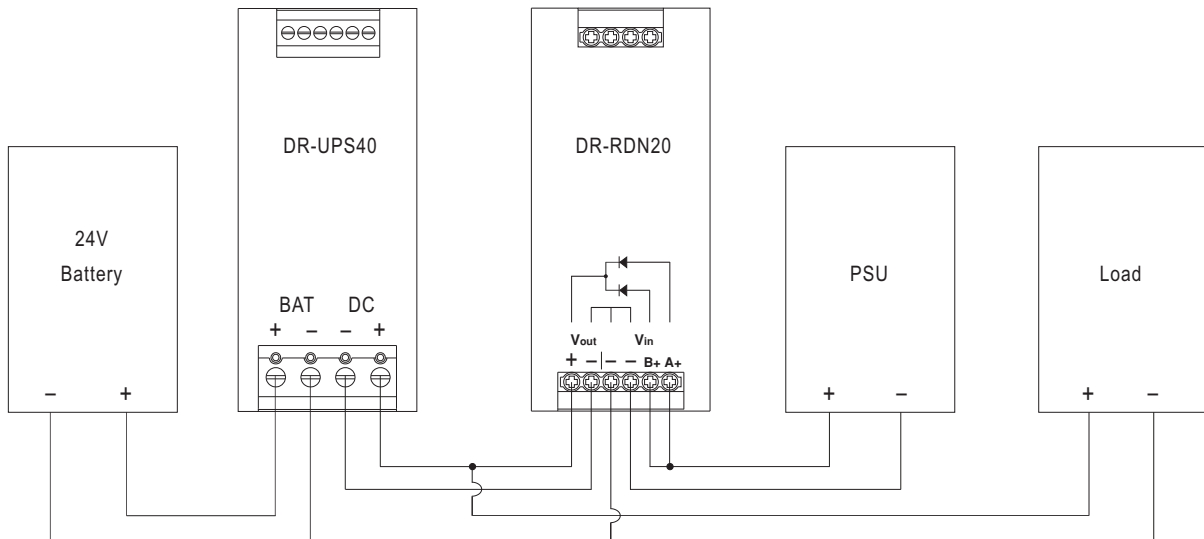 DR-UPS40
DR-RDN20
24V
Battery
PSU
Load
BAT DC
+ − − +
Vout Vin
+ − − − B+ A+
− +
+ −
+ −